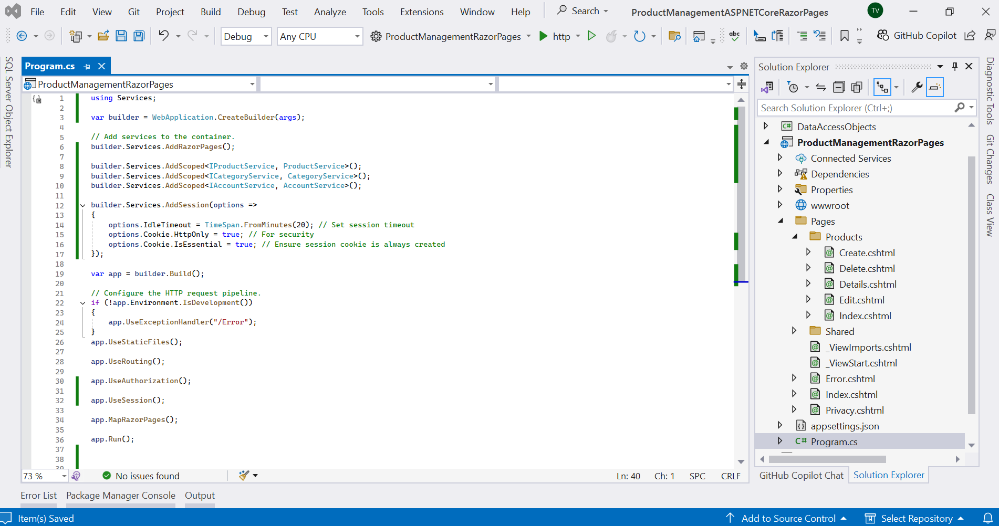 File Edit View Git Project Build Debug Test Analyze Tools Extensions Window Help Search ProductManagementASPNETCoreRazorPages TV
Debug Any CPU ProductManagementRazorPages http abc GitHub Copilot
SQL Server Object Explorer
Program.cs
ProductManagementRazorPages
1 using Services;
2
3 var builder = WebApplication.CreateBuilder(args);
4
5 // Add services to the container.
6 builder.Services.AddRazorPages();
7
8 builder.Services.AddScoped<IProductService, ProductService>();
9 builder.Services.AddScoped<ICategoryService, CategoryService>();
10 builder.Services.AddScoped<IAccountService, AccountService>();
11
12 builder.Services.AddSession(options =>
13 {
14 options.IdleTimeout = TimeSpan.FromMinutes(20); // Set session timeout
15 options.Cookie.HttpOnly = true; // For security
16 options.Cookie.IsEssential = true; // Ensure session cookie is always created
17 });
18
19 var app = builder.Build();
20
21 // Configure the HTTP request pipeline.
22 if (!app.Environment.IsDevelopment())
23 {
24 app.UseExceptionHandler("/Error");
25 }
26 app.UseStaticFiles();
27
28 app.UseRouting();
29
30 app.UseAuthorization();
31
32 app.UseSession();
33
34 app.MapRazorPages();
35
36 app.Run();
37
38
39
73 % No issues found Ln: 40 Ch: 1 SPC CRLF
Solution Explorer
Search Solution Explorer (Ctrl+;)
C# DataAccessObjects
ProductManagementRazorPages
Connected Services
Dependencies
Properties
wwwroot
Pages
Products
Create.cshtml
Delete.cshtml
Details.cshtml
Edit.cshtml
Index.cshtml
Shared
_ViewImports.cshtml
_ViewStart.cshtml
Error.cshtml
Index.cshtml
Privacy.cshtml
appsettings.json
C# Program.cs
GitHub Copilot Chat Solution Explorer
Diagnostic Tools
Git Changes
Class View
Error List Package Manager Console Output
Item(s) Saved Add to Source Control Select Repository